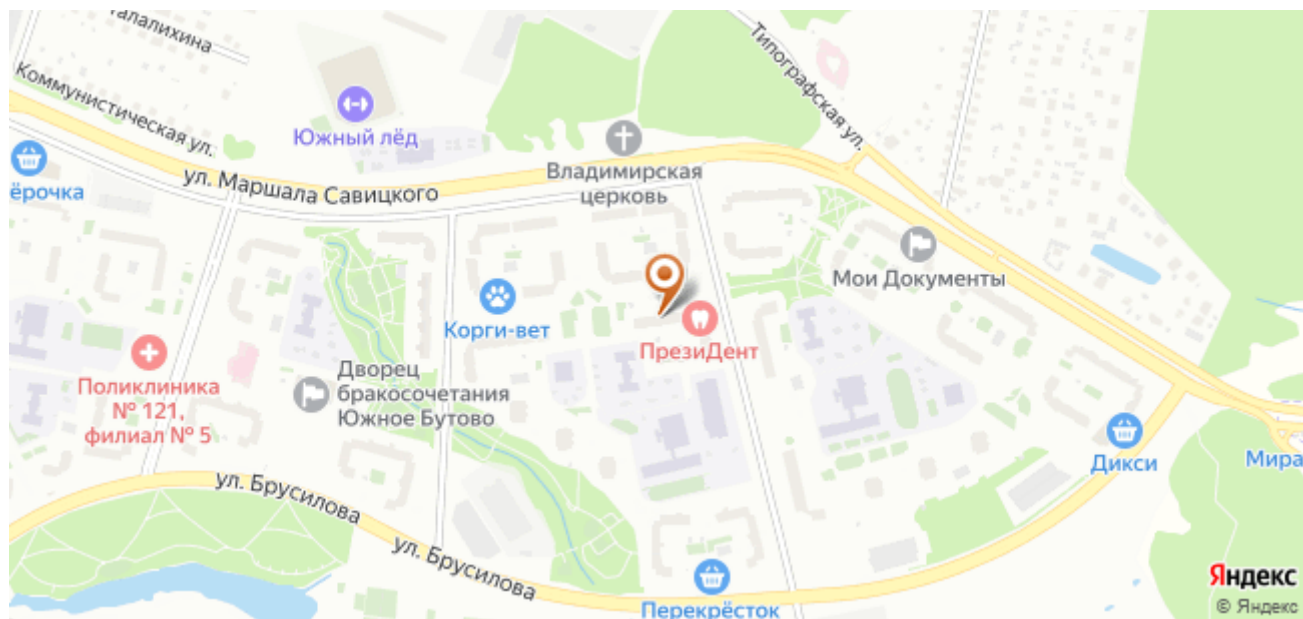 Талалихина
Коммунистическая ул.
Южный лёд
Типографская ул.
ёрочка
ул. Маршала Савицкого
Владимирская
церковь
Мои Документы
Корги-вет
ПрезиДент
Поликлиника
№ 121,
филиал № 5
Дворец
бракосочетания
Южное Бутово
Дикси
Мира
ул. Брусилова
ул. Брусилова
Перекрёсток
Яндекс
© Яндекс